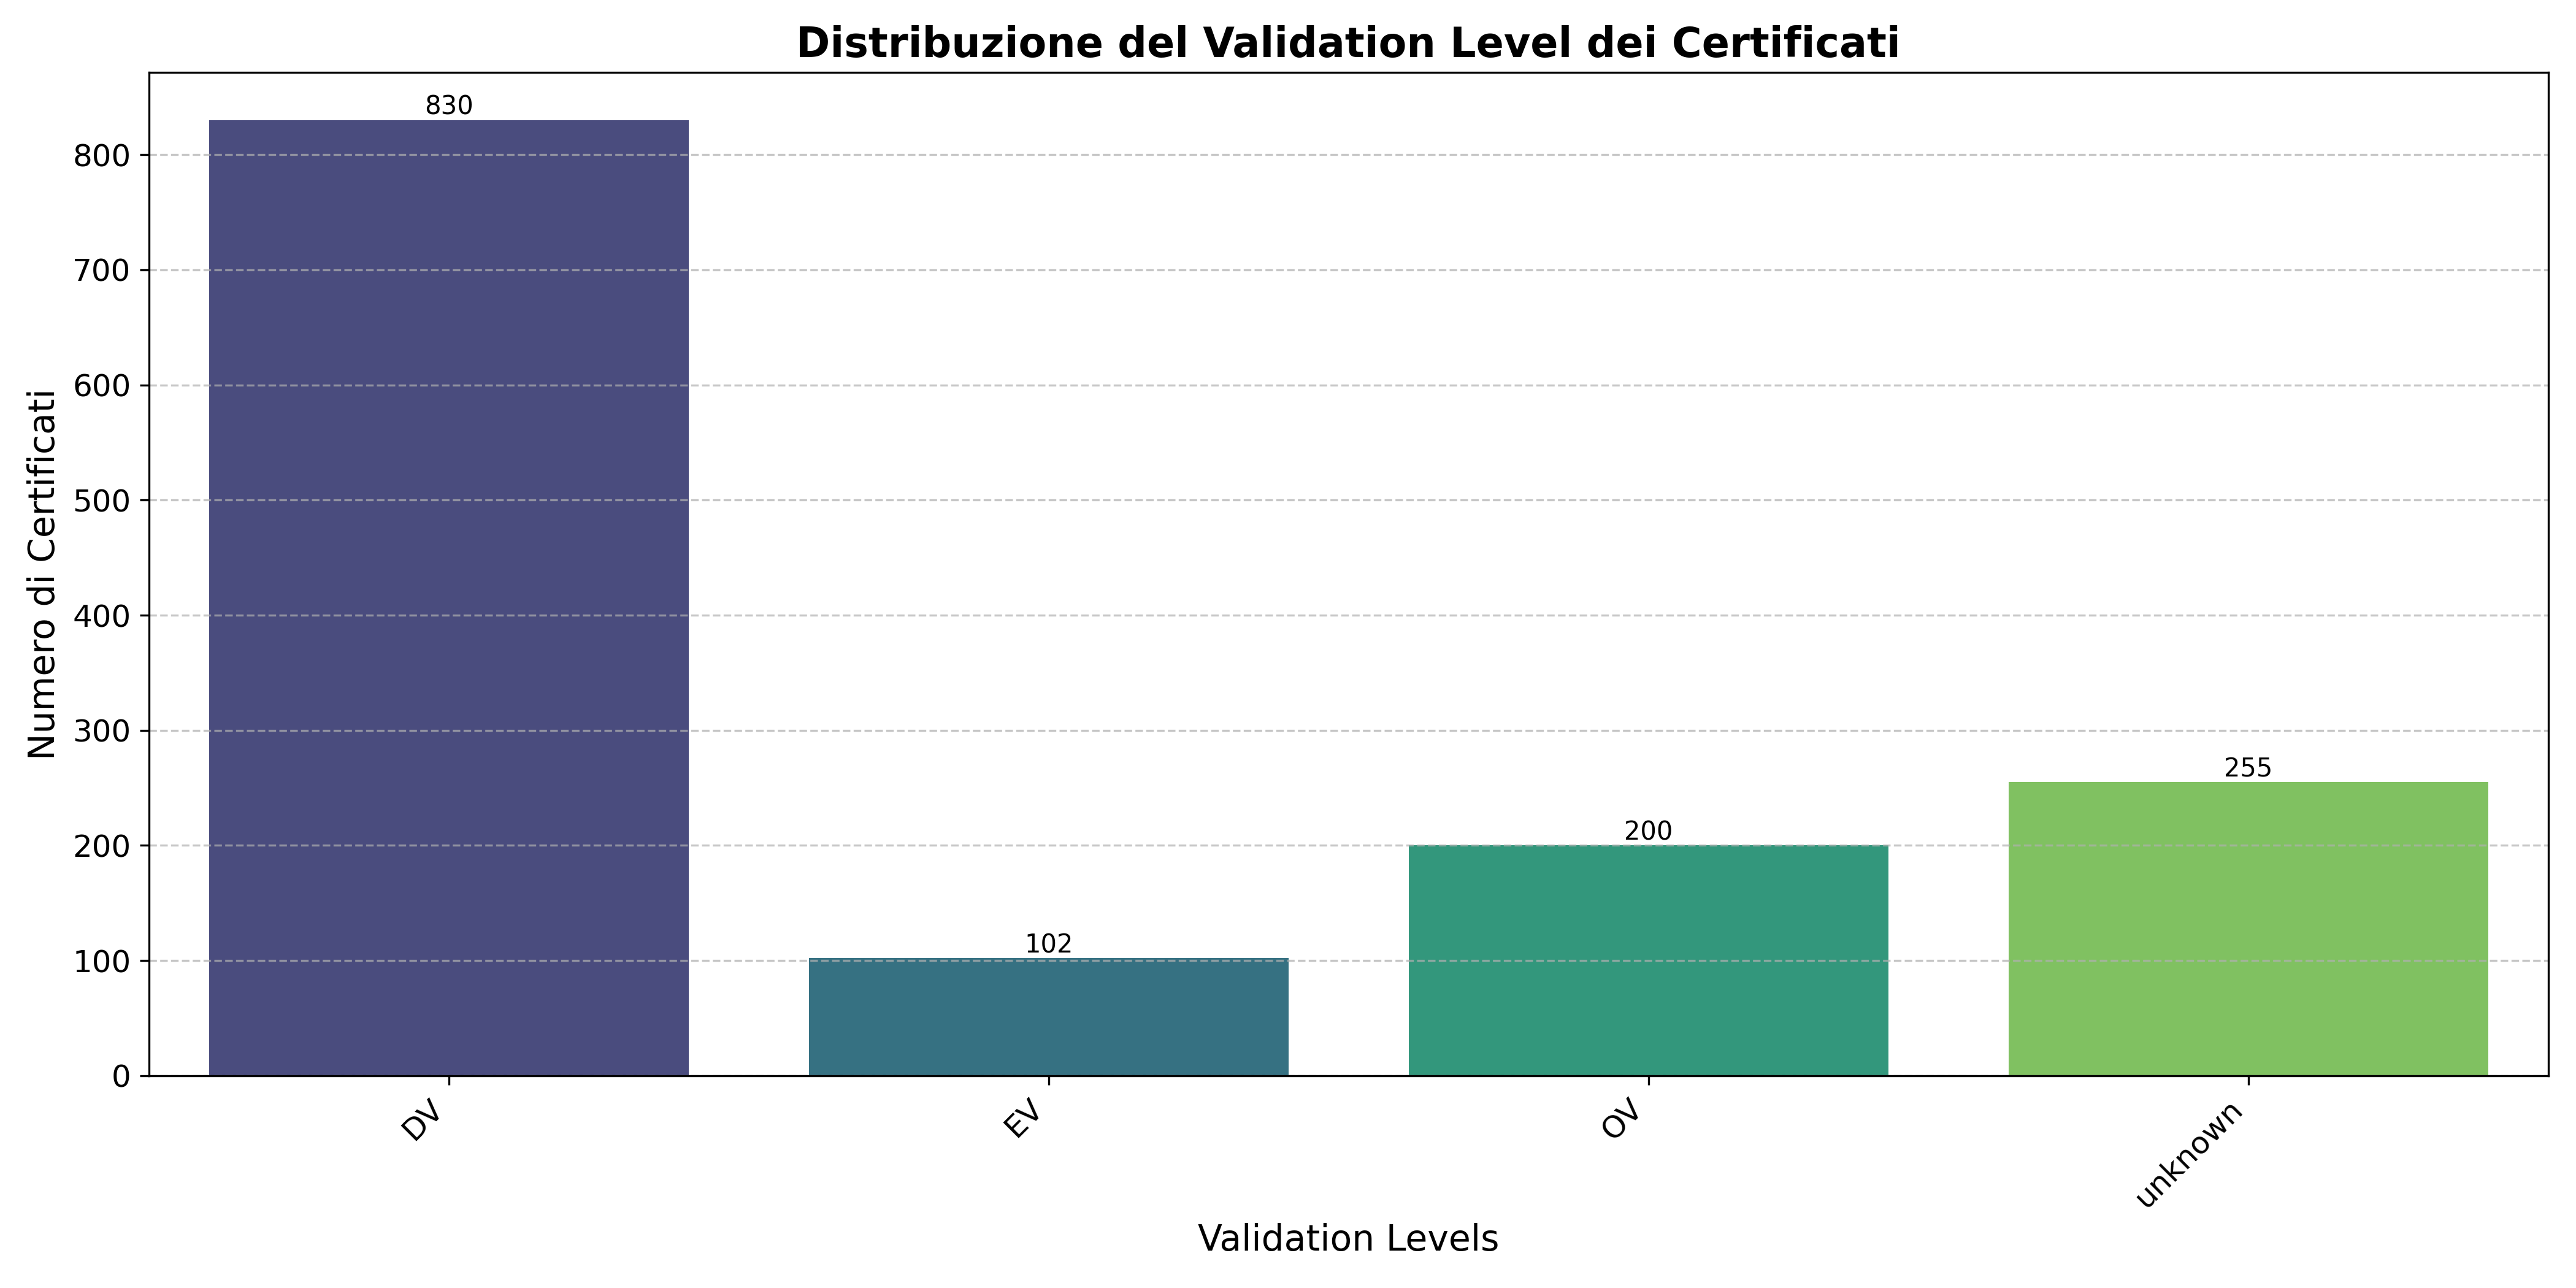 Distribuzione del Validation Level dei Certificati
Numero di Certificati
800
700
600
500
400
300
200
100
0
830
102
200
255
DV
EV
OV
unknown
Validation Levels